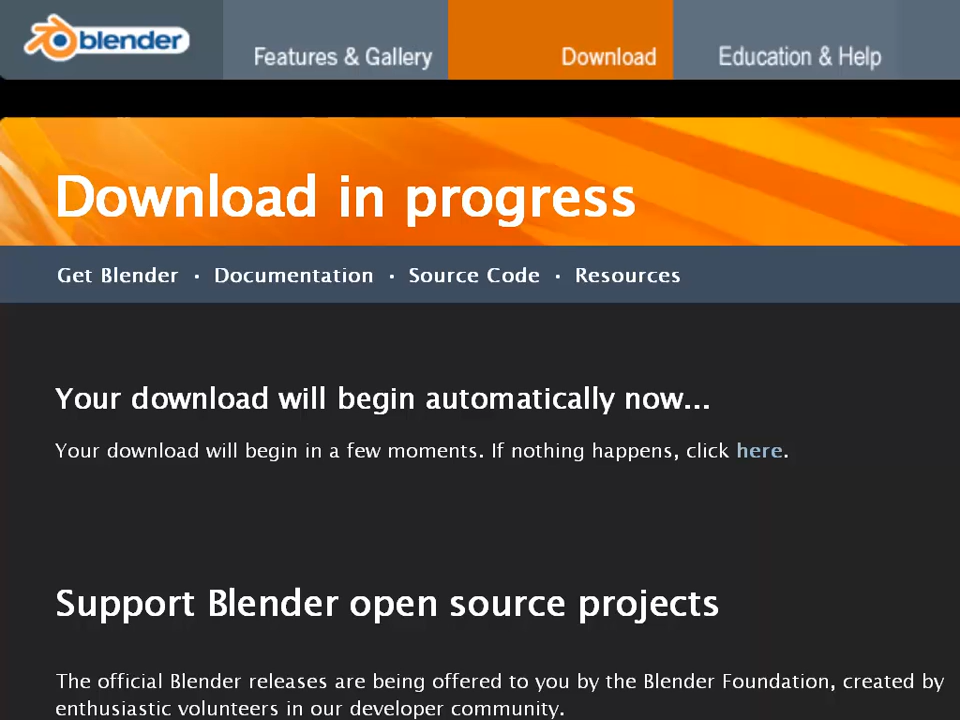 blender
Features & Gallery
Download
Education & Help
Download in progress
Get Blender · Documentation · Source Code · Resources
Your download will begin automatically now...
Your download will begin in a few moments. If nothing happens, click here.
Support Blender open source projects
The official Blender releases are being offered to you by the Blender Foundation, created by
enthusiastic volunteers in our developer community.